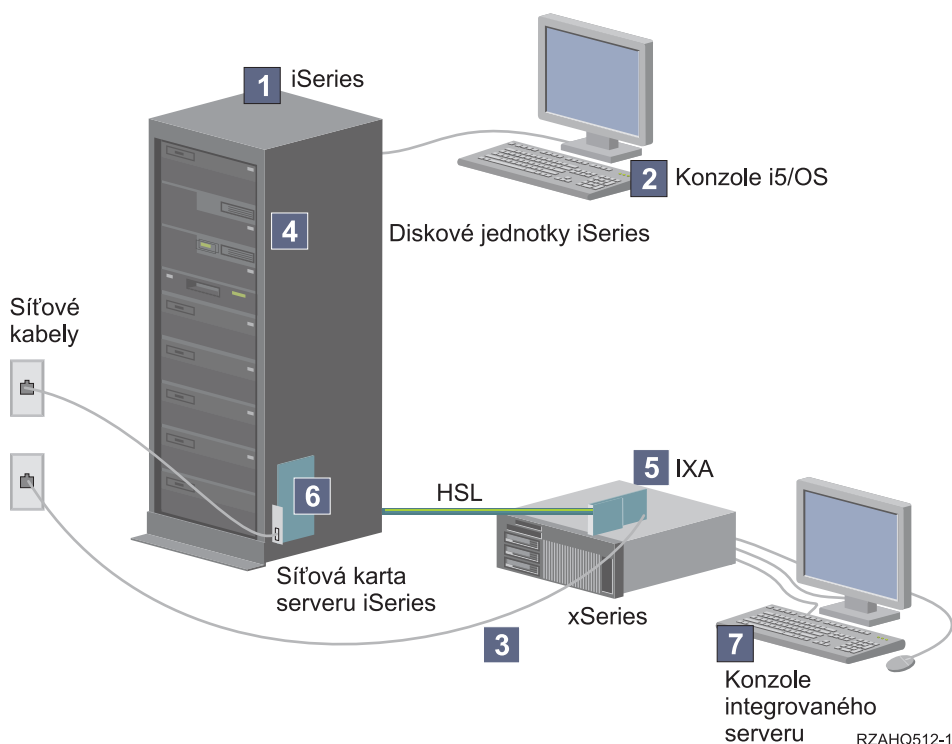 1 iSeries
2 Konzole i5/OS
4 Diskové jednotky iSeries
Síťové
kabely
5 IXA
6
HSL
Síťová karta
serveru iSeries
xSeries
3
7
Konzole
integrovaného
serveru
RZAHQ512-1